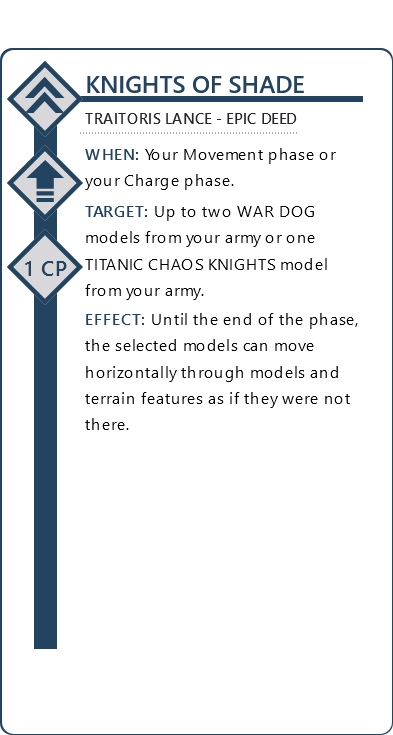 KNIGHTS OF SHADE
TRAITORIS LANCE - EPIC DEED
WHEN: Your Movement phase or
your Charge phase.
TARGET: Up to two WAR DOG
models from your army or one
1 CP
TITANIC CHAOS KNIGHTS model
from your army.
EFFECT: Until the end of the phase,
the selected models can move
horizontally through models and
terrain features as if they were not
there.